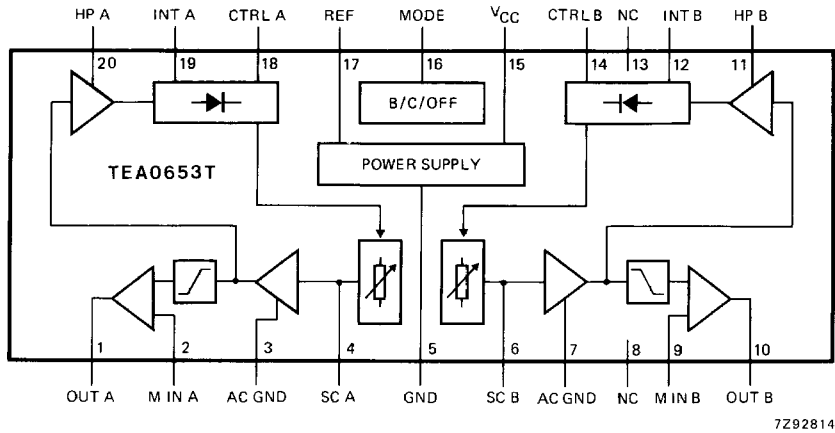 HP A INT A CTRL A REF MODE VCC CTRL B NC INT B HP B
20 19 18 17 16 15 14 13 12 11
B/C/OFF
POWER SUPPLY
TEA0653T
1 2 3 4 5 6 7 8 9 10
OUT A M IN A AC GND SC A GND SC B AC GND NC M IN B OUT B
7Z92814